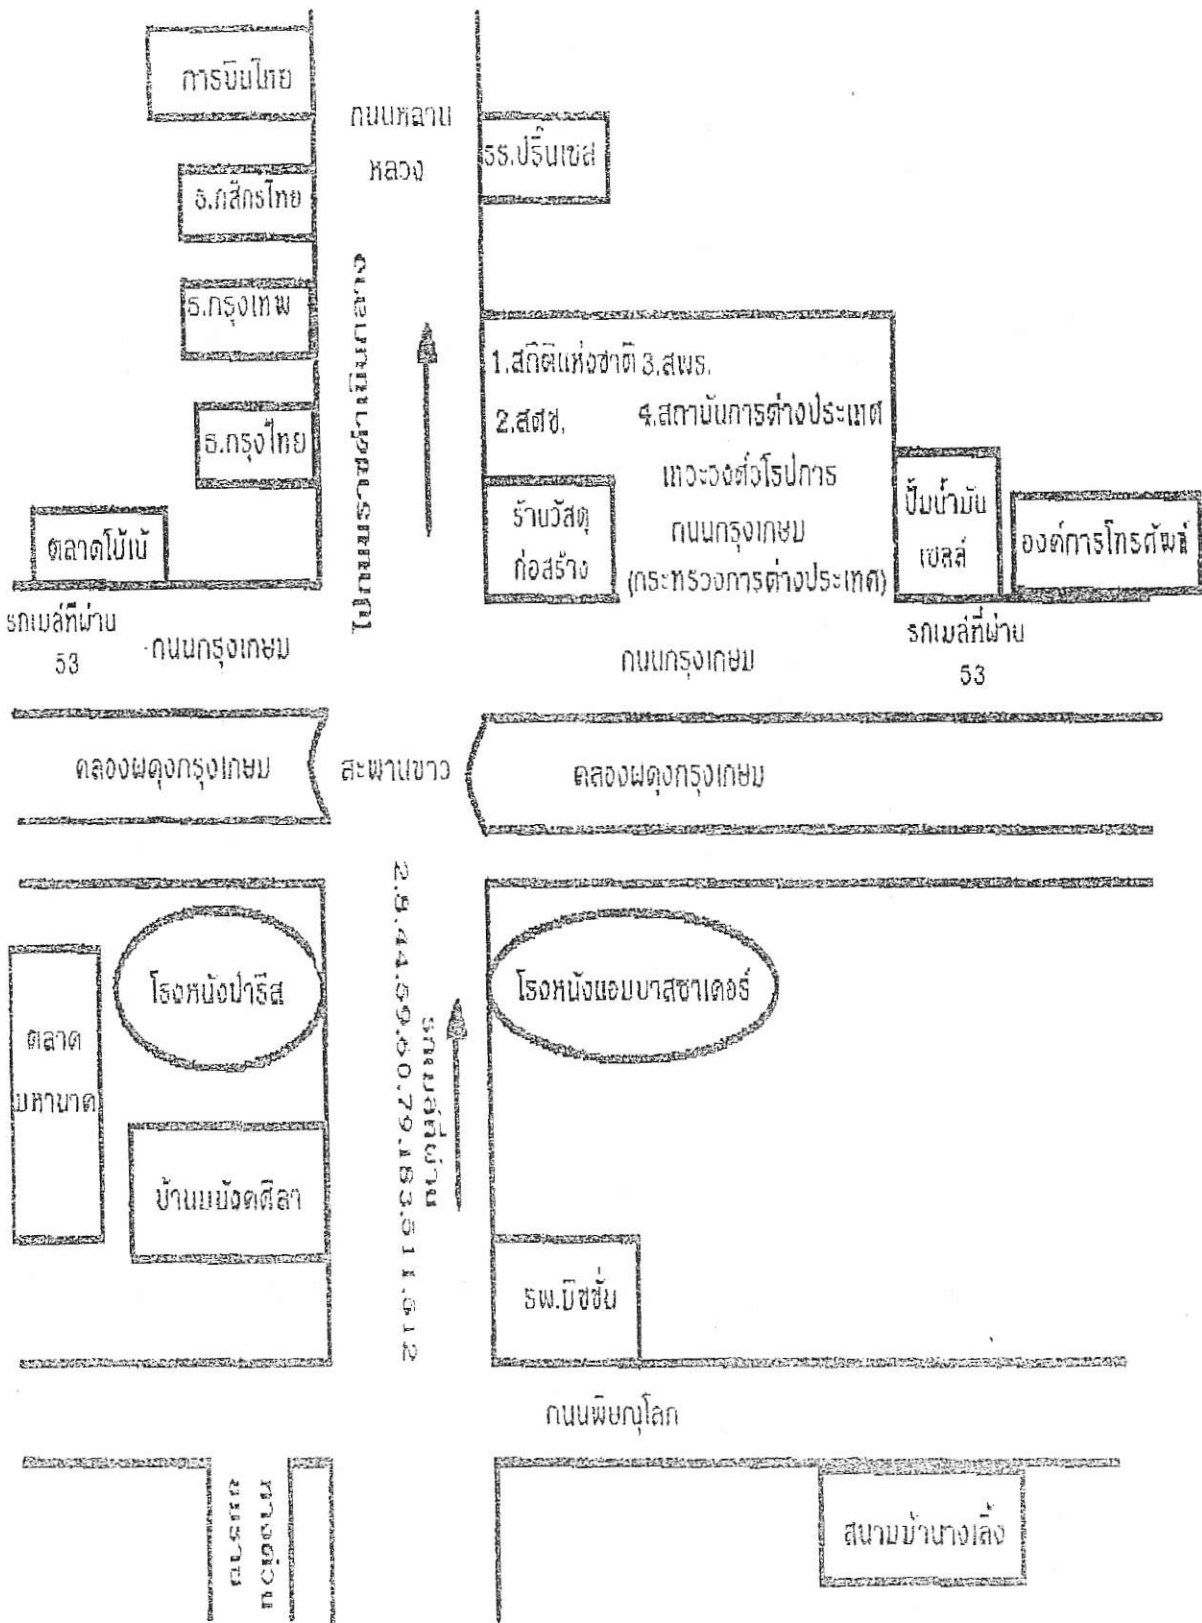 การบินไทย
ถนนหลาน
หลวง
รร.ปริ๊นเซส
ธ.กสิกรไทย
ธ.กรุงเทพ
1.สถิติแห่งชาติ 3.สพธ.
2.สศช. 4.สถาบันการต่างประเทศ
เทวะวงศ์วโรปการ
ถนนกรุงเกษม
(กระทรวงการต่างประเทศ)
ธ.กรุงไทย
ร้านวัสดุ
ก่อสร้าง
ปั๊มน้ำมัน
เชลล์
องค์การโทรศัพท์
ตลาดโบ๊เบ๊
รถเมล์ที่ผ่าน
53
ถนนกรุงเกษม
ถนนกรุงเกษม
รถเมล์ที่ผ่าน
53
คลองผดุงกรุงเกษม
สะพานขาว
คลองผดุงกรุงเกษม
โรงหนังปารีส
โรงหนังแอมบาสซาเดอร์
ตลาด
มหานาค
รถเมล์ที่ผ่าน
2.8.44.59.60.79.183.511.512
บ้านมนังคศิลา
รพ.มิชชั่น
ถนนพิษณุโลก
ทางด่วน
ยมราช
สนามม้านางเลิ้ง